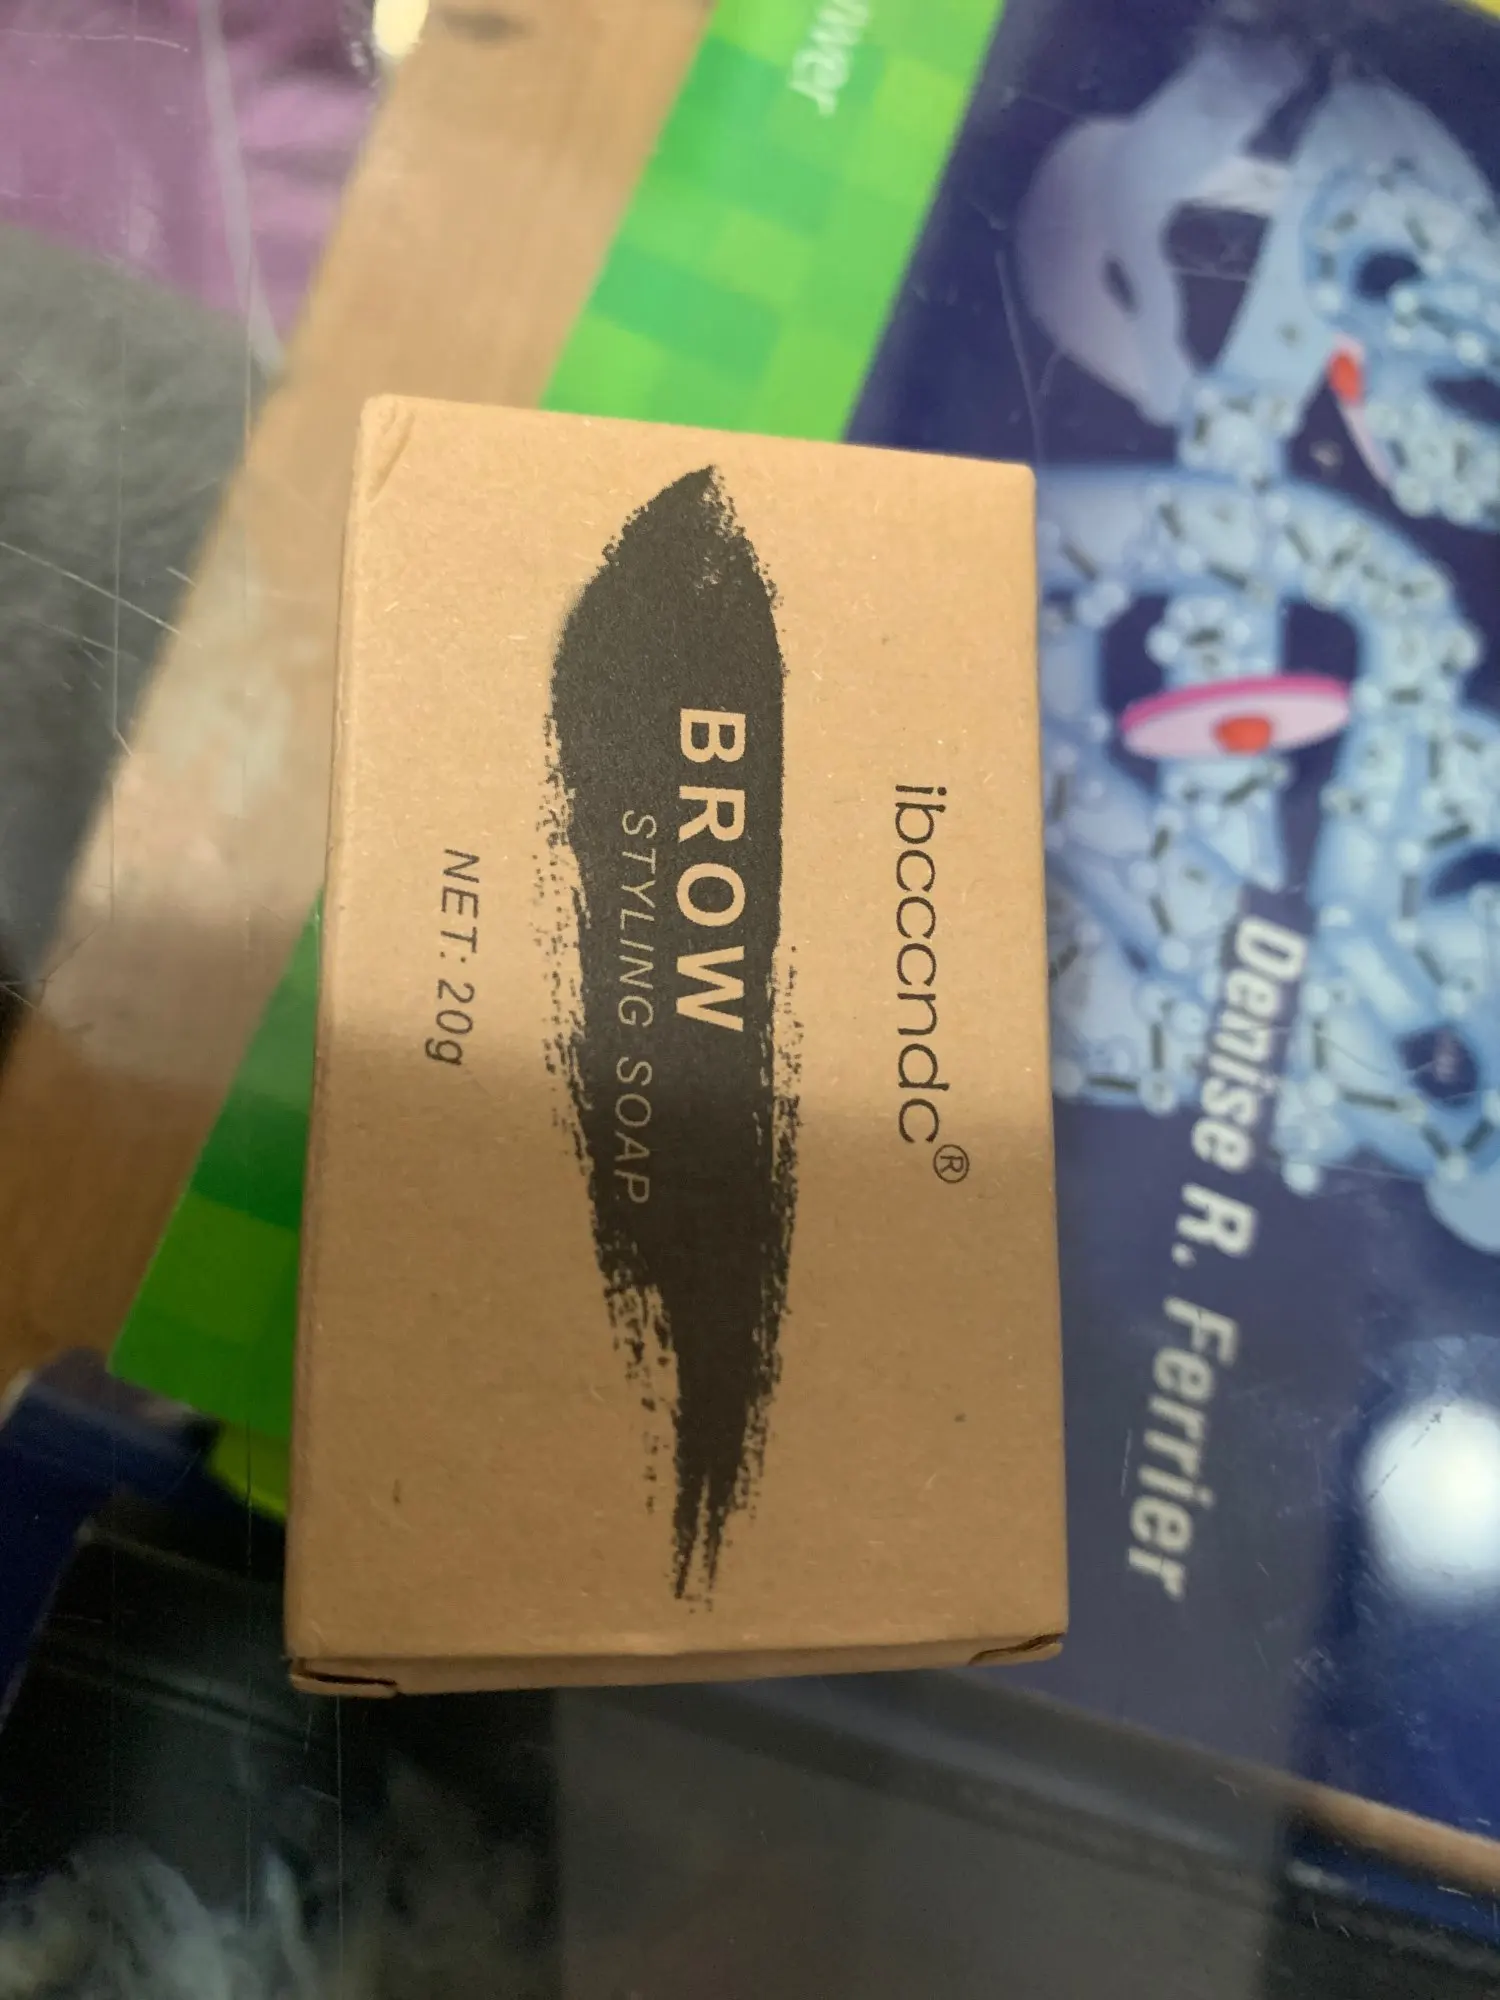 ibcccndc®
BROW
STYLING SOAP
NET: 20g
Denise R. Ferrier